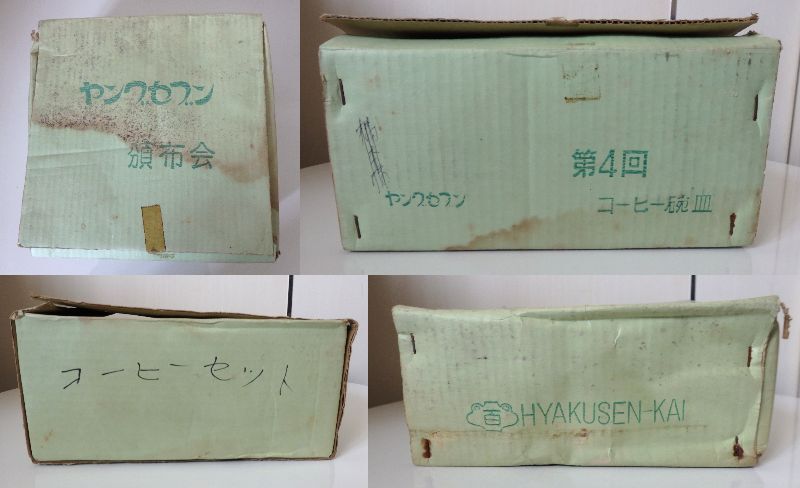 ヤングセブン
頒布会
第4回
ヤングセブン
コーヒー碗皿
コーヒーセット
百 HYAKUSEN-KAI